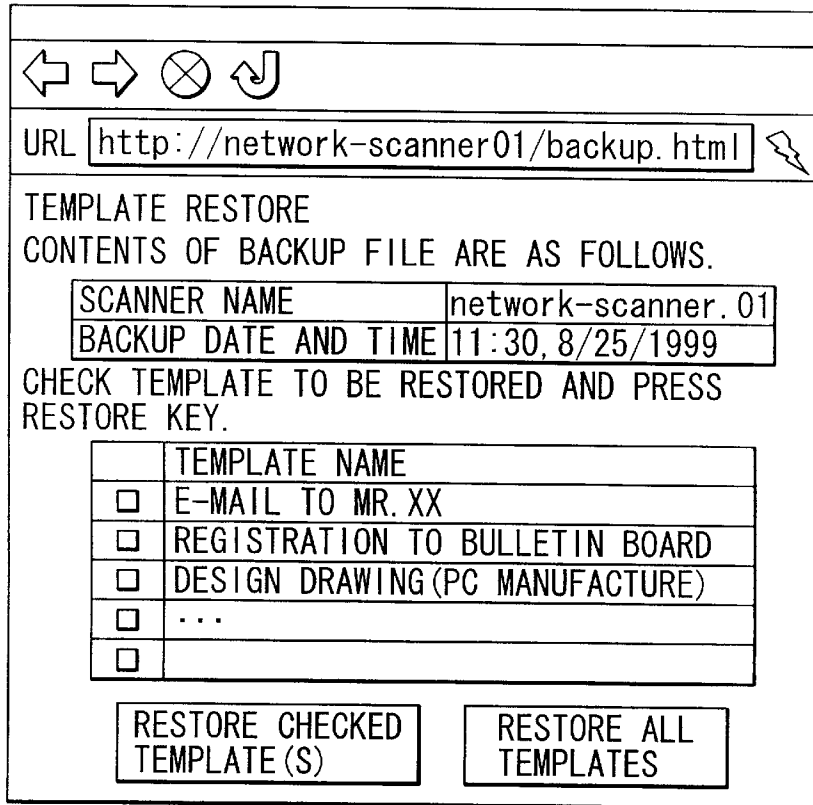 URL http://network-scanner01/backup.html
TEMPLATE RESTORE
CONTENTS OF BACKUP FILE ARE AS FOLLOWS.
SCANNER NAME network-scanner.01
BACKUP DATE AND TIME 11:30,8/25/1999
CHECK TEMPLATE TO BE RESTORED AND PRESS
RESTORE KEY.
TEMPLATE NAME
E-MAIL TO MR.XX
REGISTRATION TO BULLETIN BOARD
DESIGN DRAWING(PC MANUFACTURE)
...
RESTORE CHECKED
TEMPLATE(S)
RESTORE ALL
TEMPLATES